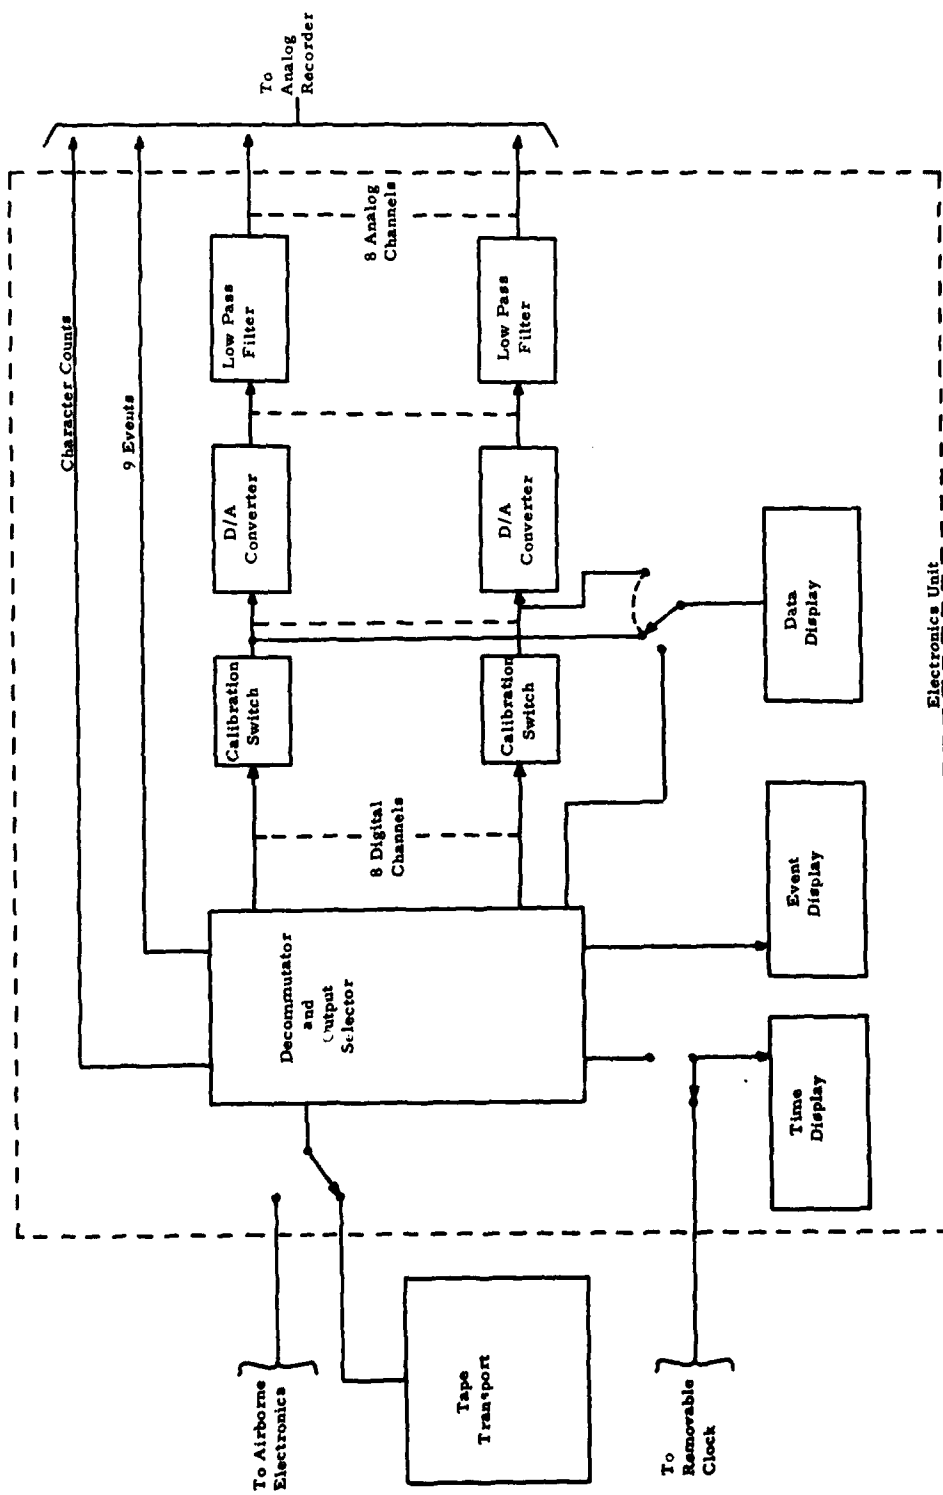 Character Counts
9 Events
To Airborne
Electronics
Decommutator
and
Output
Selector
Calibration
Switch
D/A
Converter
Low Pass
Filter
To
Analog
Recorder
8 Digital
Channels
8 Analog
Channels
Tape
Transport
Calibration
Switch
D/A
Converter
Low Pass
Filter
To
Removable
Clock
Time
Display
Event
Display
Data
Display
Electronics Unit